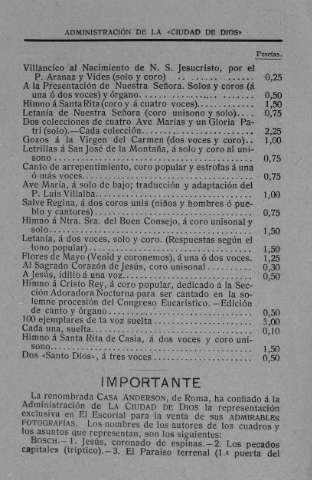 ADMINISTRACIÓN DE LA «CIUDAD DE DIOS»
Pesetas.
Villancico al Nacimiento de N. S. Jesucristo, por el
P. Aranaz y Vides (solo y coro) .. .......... ...... 0,25
A la Presentación de Nuestra Señora. Solos y coros (á
una ó dos voces) y órgano........................ 0,50
Himno á Santa Rita (coro y á cuatro voces)............ 1,50
Letanía de Nuestra Señora (coro unísono y solo).... . 0,75
Dos colecciones de cuatro Ave Marías y un Gloria Pa-
tri (solo).—Cada colección........................ 2,25
Gozos á la Virgen del Carmen (dos voces y coro).. 1,00
Letrillas á San José de la Montaña, á solo y coro al uní-
sono ........................................ 0,75
Canto de arrepentimiento, coro popular y estrofas á una
ó más voces.................................. 0,75
Ave María, á solo de bajo; traducción y adaptación del
P. Luis Villalba............................... 1,00
Salve Regina, á dos coros unís (niños y hombres ó pue-
blo y cantores)............................... 0,75
Himno á Ntra. Sra. del Buen Consejo, á coro unisonal y
solo........................................ 1,50
Letanía, á dos voces, solo y coro. (Respuestas según el
tono popular)................................ 1,50
Flores de Mayo (Venid y coronemos), á una ó dos voces. 1,25
Al Sagrado Corazón de Jesús, coro unisonal .......... 0,30
A Jesús, idilio á una voz......................... 0,50
Himno á Cristo Rey, á coro popular, dedicado á la Sec-
ción Adoradora Nocturna para ser cantado en la so-
lemne procesión del Congreso Eucarístico. —Edición
de canto y órgano............................. 0,50
100 ejemplares de la voz suelta..................... 5,00
Cada una, suelta................................ 0,10
Himno á Santa Rita de Casia, á dos voces y coro uní-
sono........................................ 1,50
Dos «Santo Dios», á tres voces..................... 0,50
IMPORTANTE
La renombrada CASA ANDERSON, de Roma, ha confiado á la
Administración de LA CIUDAD DE DIOS la representación
exclusiva en El Escorial para la venta de sus ADMIRABLES
FOTOGRAFÍAS. Los nombres de los autores de los cuadros y
los asuntos que representan, son los siguientes:
BOSCH.—1. Jesús, coronado de espinas.—2. Los pecados
capitales (tríptico).—3. El Paraíso terrenal (1.ª puerta del